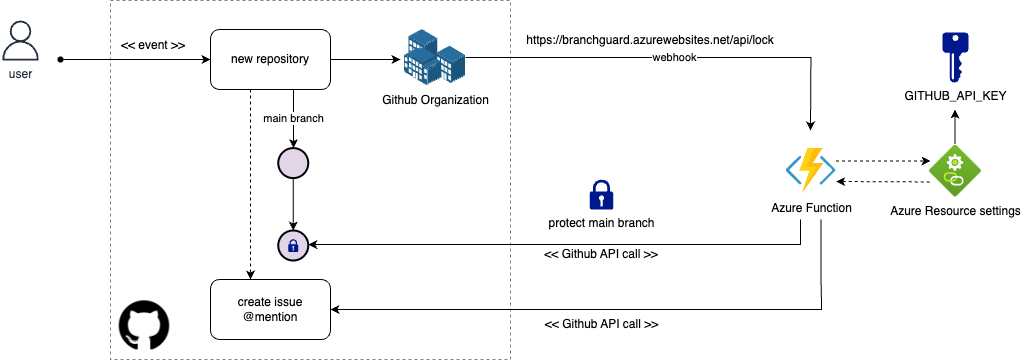 user
<< event >>
new repository
Github Organization
https://branchguard.azurewebsites.net/api/lock
webhook
GITHUB_API_KEY
main branch
Azure Function
Azure Resource settings
protect main branch
<< Github API call >>
create issue
@mention
<< Github API call >>